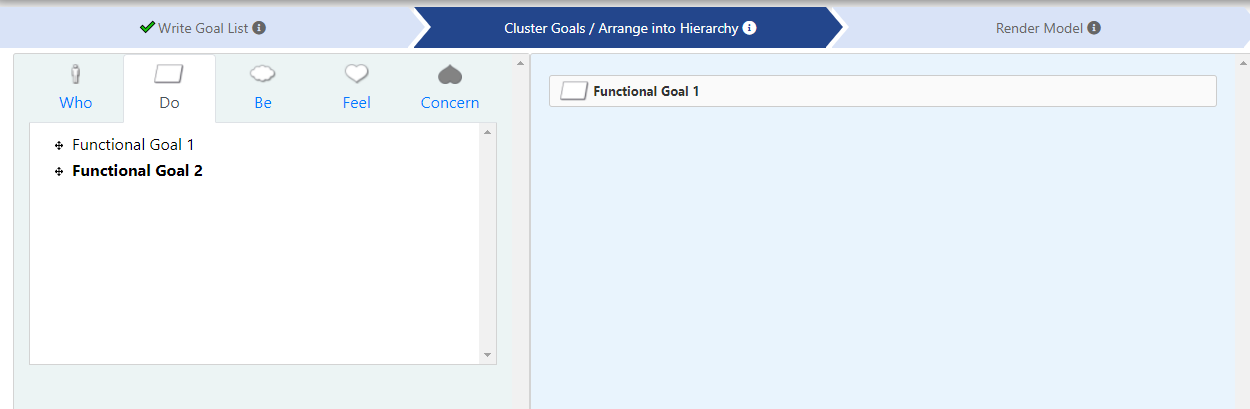 Write Goal List
Cluster Goals / Arrange into Hierarchy
Render Model
Who
Do
Be
Feel
Concern
Functional Goal 1
Functional Goal 2
Functional Goal 1